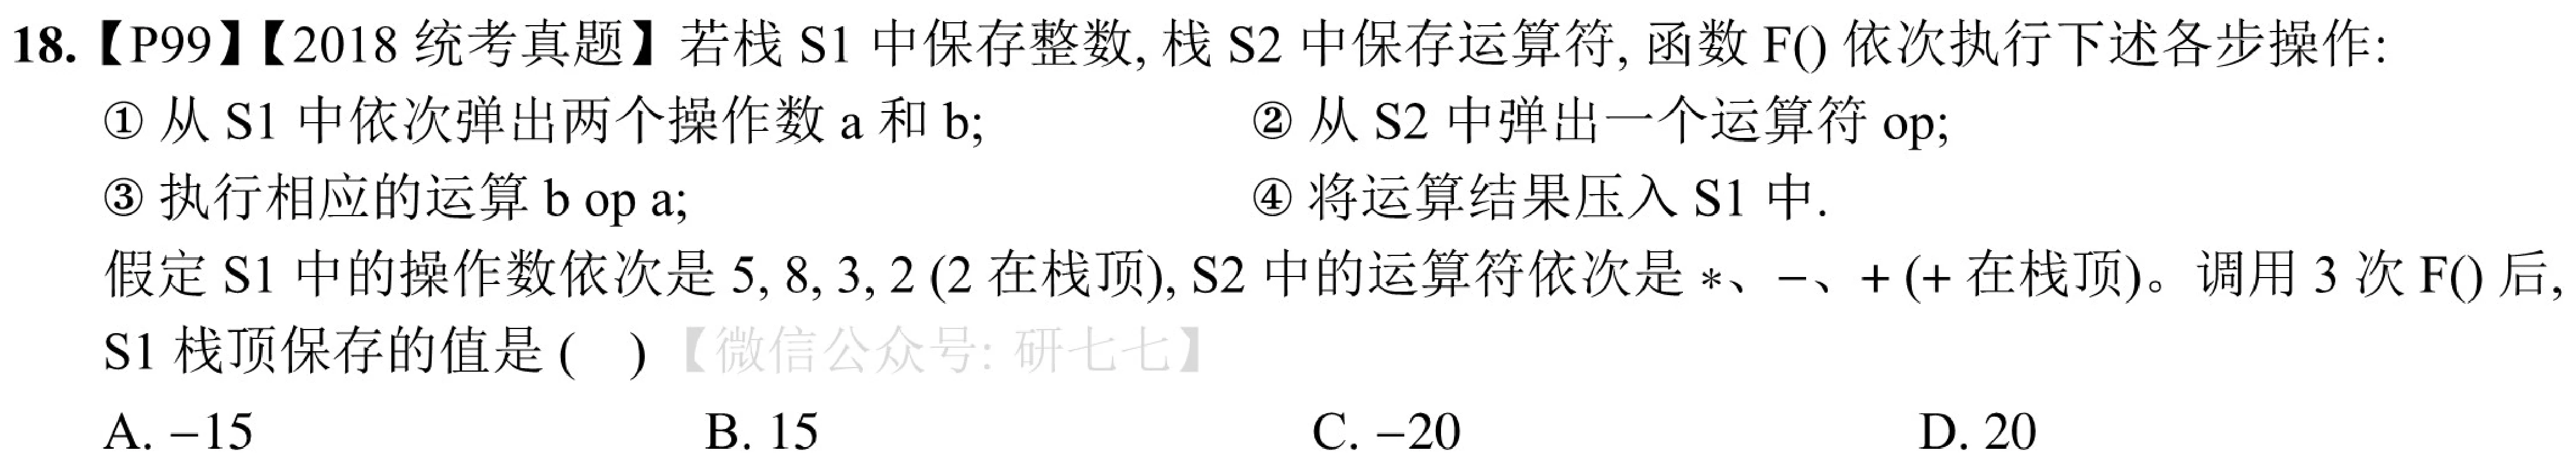 18.【P99】【2018 统考真题】若栈 S1 中保存整数, 栈 S2 中保存运算符, 函数 F() 依次执行下述各步操作:
① 从 S1 中依次弹出两个操作数 a 和 b; ② 从 S2 中弹出一个运算符 op;
③ 执行相应的运算 b op a; ④ 将运算结果压入 S1 中.
假定 S1 中的操作数依次是 5, 8, 3, 2 (2 在栈顶), S2 中的运算符依次是 *、−、+ (+ 在栈顶)。调用 3 次 F() 后,
S1 栈顶保存的值是 ( ) 【微信公众号: 研七七】
A. −15 B. 15 C. −20 D. 20